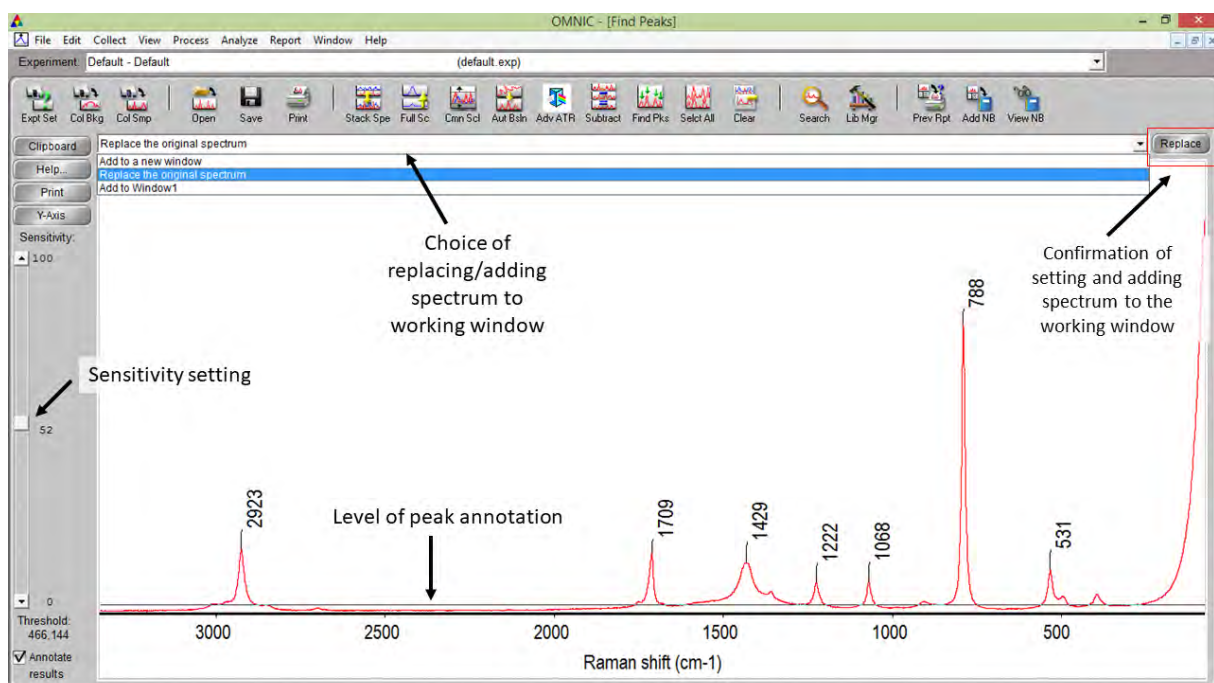 OMNIC - [Find Peaks]
File Edit Collect View Process Analyze Report Window Help
Experiment: Default - Default (default.exp)
Expt Set Col Bkg Col Smp Open Save Print Stack Spe Full Sc Cmn Scl Aut Bsln Adv ATR Subtract Find Pks Selct All Clear Search Lib Mgr Prev Rpt Add NB View NB
Clipboard
Replace the original spectrum
Replace
Add to a new window
Help...
Replace the original spectrum
Print
Add to Window1
Y-Axis
Sensitivity:
100
Choice of
replacing/adding
spectrum to
working window
Confirmation of
setting and adding
spectrum to the
working window
788
Sensitivity setting
52
2923
Level of peak annotation
1709
1429
1222
1068
531
0
Threshold:
466,144
Annotate
results
3000 2500 2000 1500 1000 500
Raman shift (cm-1)